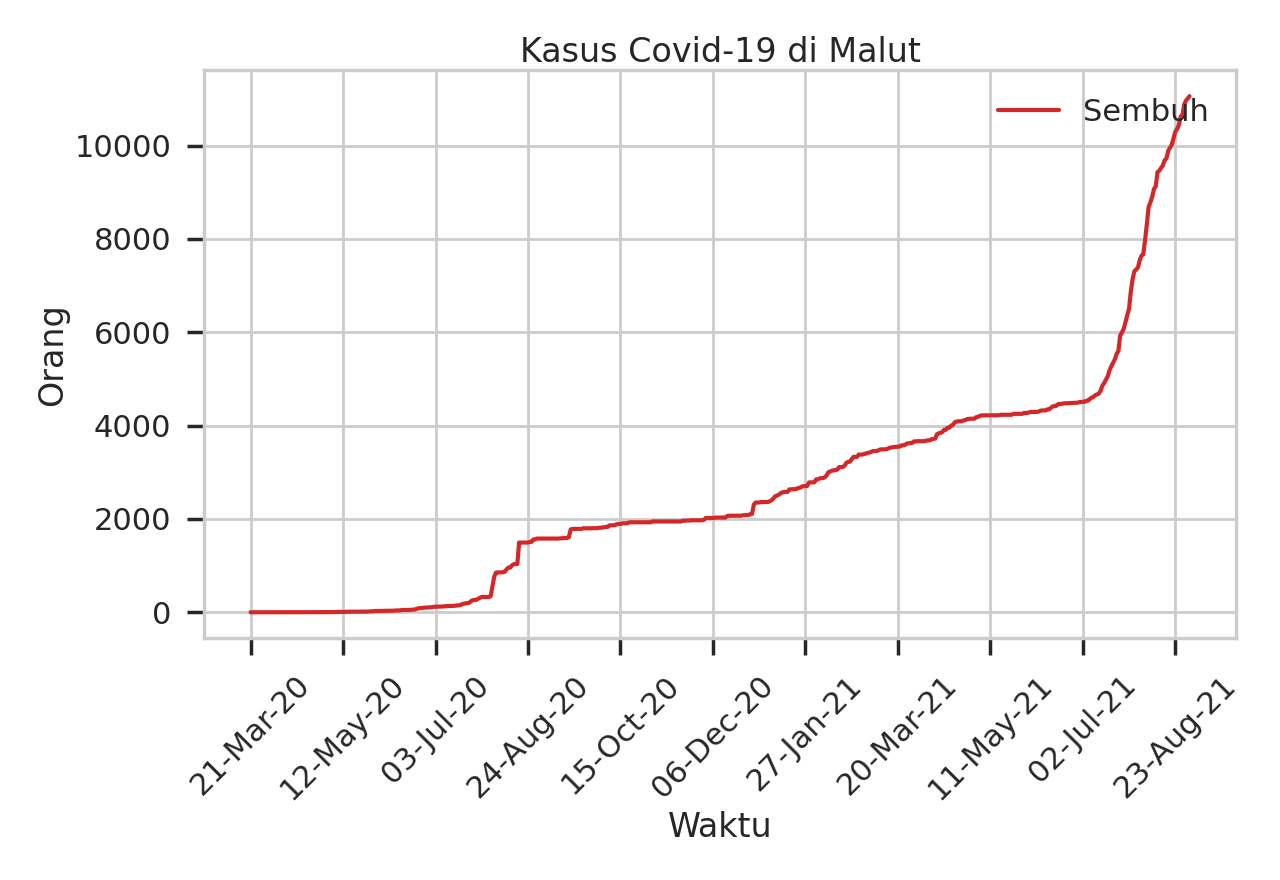 Kasus Covid-19 di Malut
Sembuh
Orang
10000
8000
6000
4000
2000
0
21-Mar-20
12-May-20
03-Jul-20
24-Aug-20
15-Oct-20
06-Dec-20
27-Jan-21
20-Mar-21
11-May-21
02-Jul-21
23-Aug-21
Waktu